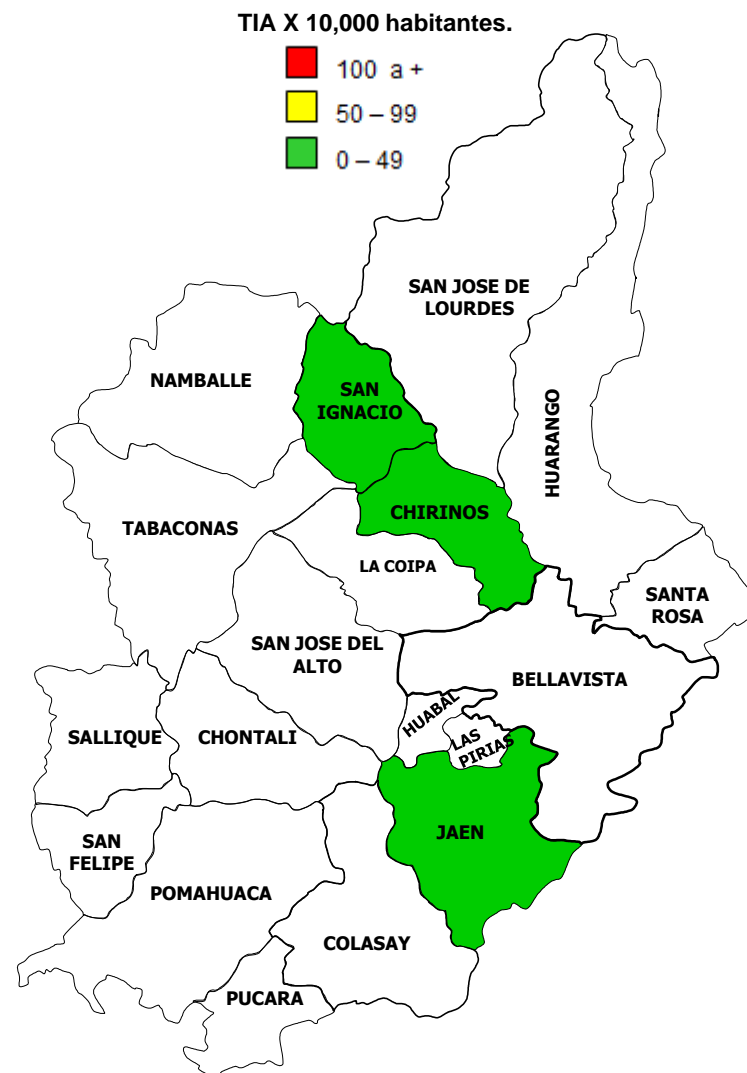 TIA X 10,000 habitantes.
100 a +
50 – 99
0 – 49
SAN JOSE DE
LOURDES
NAMBALLE
SAN
IGNACIO
HUARANGO
CHIRINOS
TABACONAS
LA COIPA
SANTA
ROSA
SAN JOSE DEL
ALTO
BELLAVISTA
HUABAL
SALLIQUE
CHONTALI
LAS
PIRIAS
SAN
FELIPE
JAEN
POMAHUACA
COLASAY
PUCARA